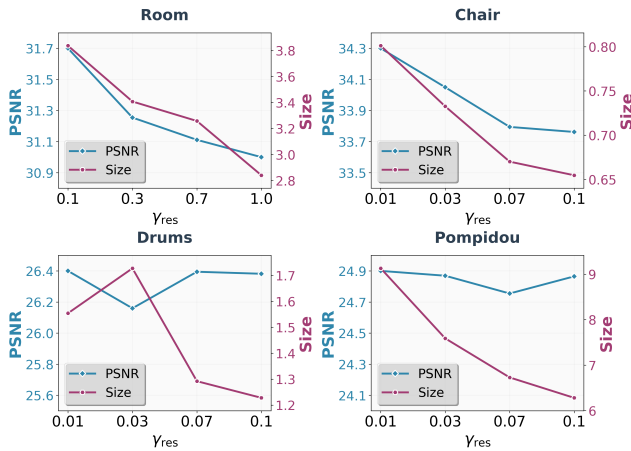 Room
PSNR
31.7
31.5
31.3
31.1
30.9
3.8
3.6
3.4
3.2
3.0
2.8
Size
PSNR
Size
0.1 0.3 0.7 1.0
γres
Chair
PSNR
34.3
34.1
33.9
33.7
33.5
0.80
0.75
0.70
0.65
Size
PSNR
Size
0.01 0.03 0.07 0.1
γres
Drums
PSNR
26.4
26.2
26.0
25.8
25.6
1.7
1.6
1.5
1.4
1.3
1.2
Size
PSNR
Size
0.01 0.03 0.07 0.1
γres
Pompidou
PSNR
24.9
24.7
24.5
24.3
24.1
9
8
7
6
Size
PSNR
Size
0.01 0.03 0.07 0.1
γres